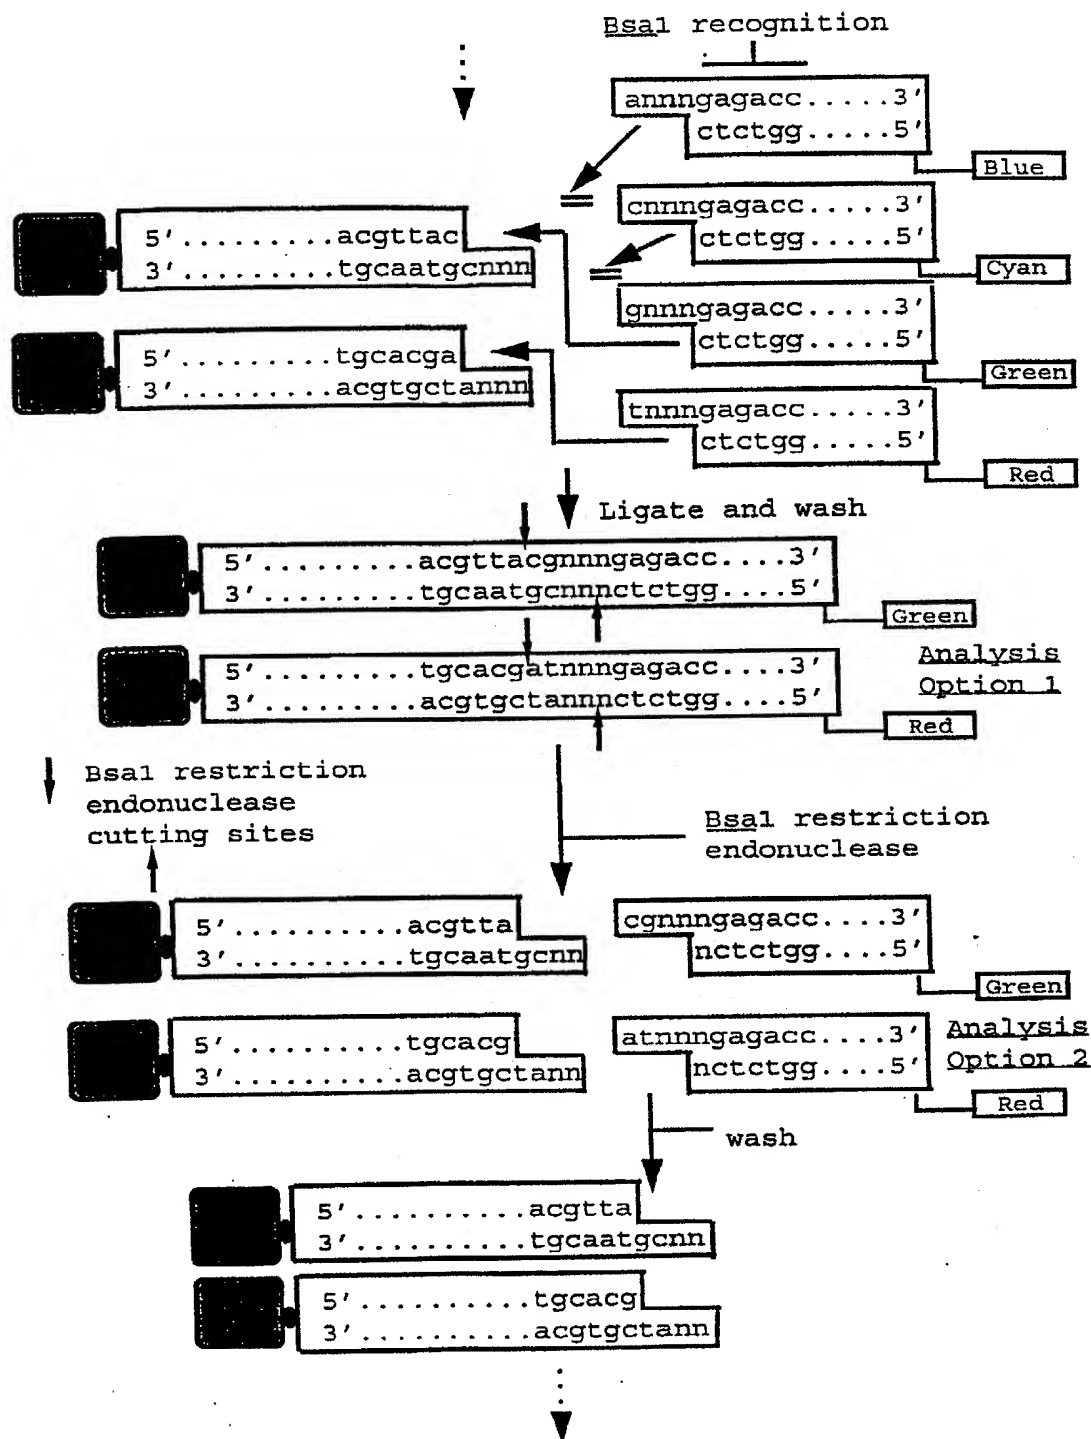 Bsa1 recognition
annngagacc.....3'
ctctgg.....5'
Blue
cnnngagacc.....3'
ctctgg.....5'
Cyan
5'.........acgttac
3'.........tgcaatgcnnn
gnnngagacc.....3'
ctctgg.....5'
Green
5'.........tgcacga
3'.........acgtgctannn
tnnngagacc.....3'
ctctgg.....5'
Red
Ligate and wash
5'.........acgttacgnnngagacc....3'
3'.........tgcaatgcnnnctctgg....5'
Green
5'.........tgcacgatnnngagacc....3'
3'.........acgtgctannnctctgg....5'
Red
Analysis
Option 1
Bsa1 restriction
endonuclease
cutting sites
Bsa1 restriction
endonuclease
5'..........acgtta
3'..........tgcaatgcnn
cgnnngagacc....3'
nctctgg....5'
Green
5'..........tgcacg
3'..........acgtgctann
atnnngagacc....3'
nctctgg....5'
Red
Analysis
Option 2
wash
5'..........acgtta
3'..........tgcaatgcnn
5'..........tgcacg
3'..........acgtgctann